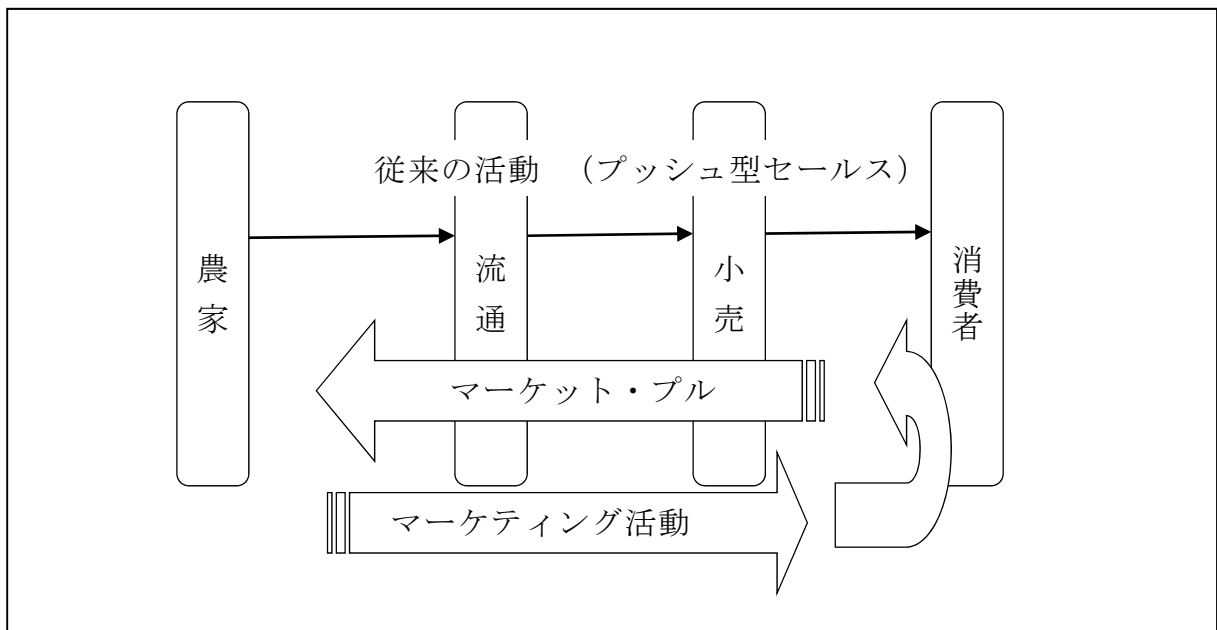 従来の活動 （プッシュ型セールス）
農家
流通
小売
消費者
マーケット・プル
マーケティング活動